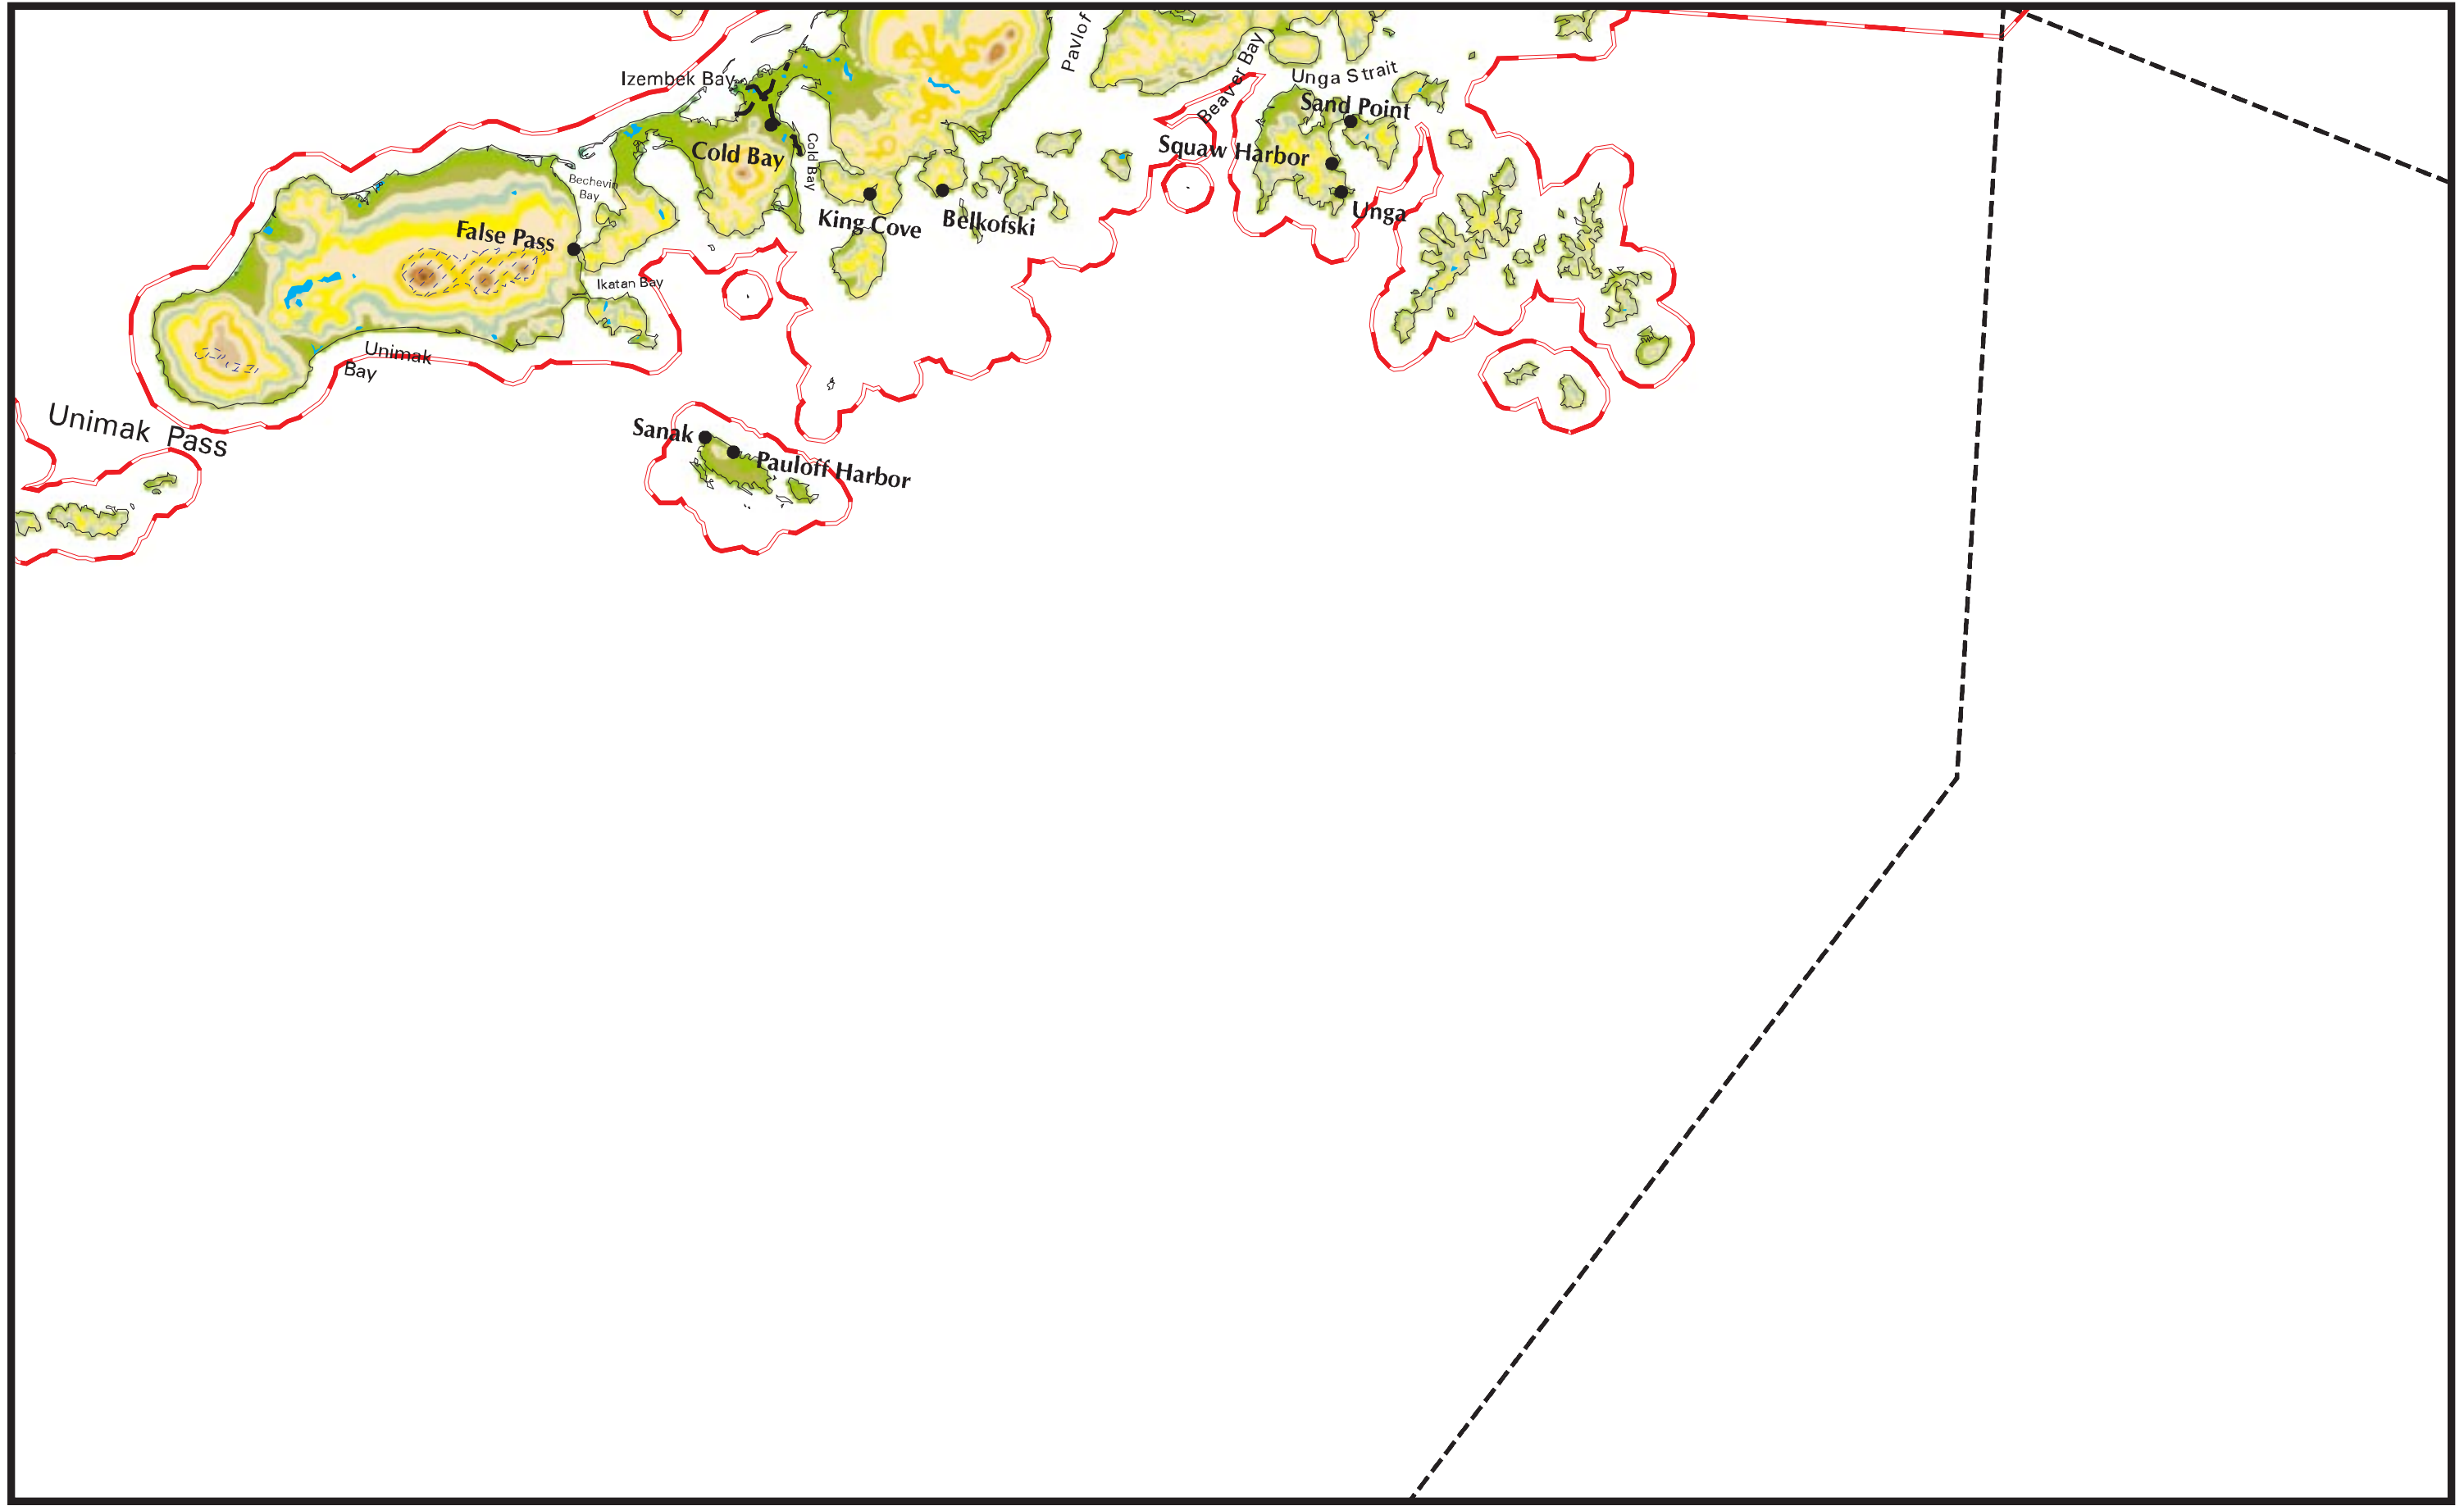 Pavlof
Beaver Bay
Unga Strait
Izembek Bay
Sand Point
Cold Bay
Cold Bay
Squaw Harbor
Bechevin
Bay
King Cove
Belkofski
Unga
False Pass
Ikatan Bay
Unimak
Bay
Unimak Pass
Sanak
Pauloff Harbor